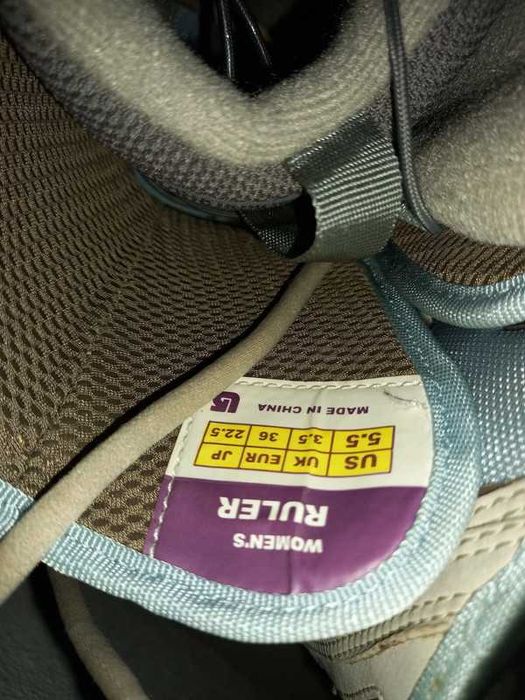 WOMEN'S
RULER
US UK EUR JP
5.5 3.5 36 22.5
MADE IN CHINA